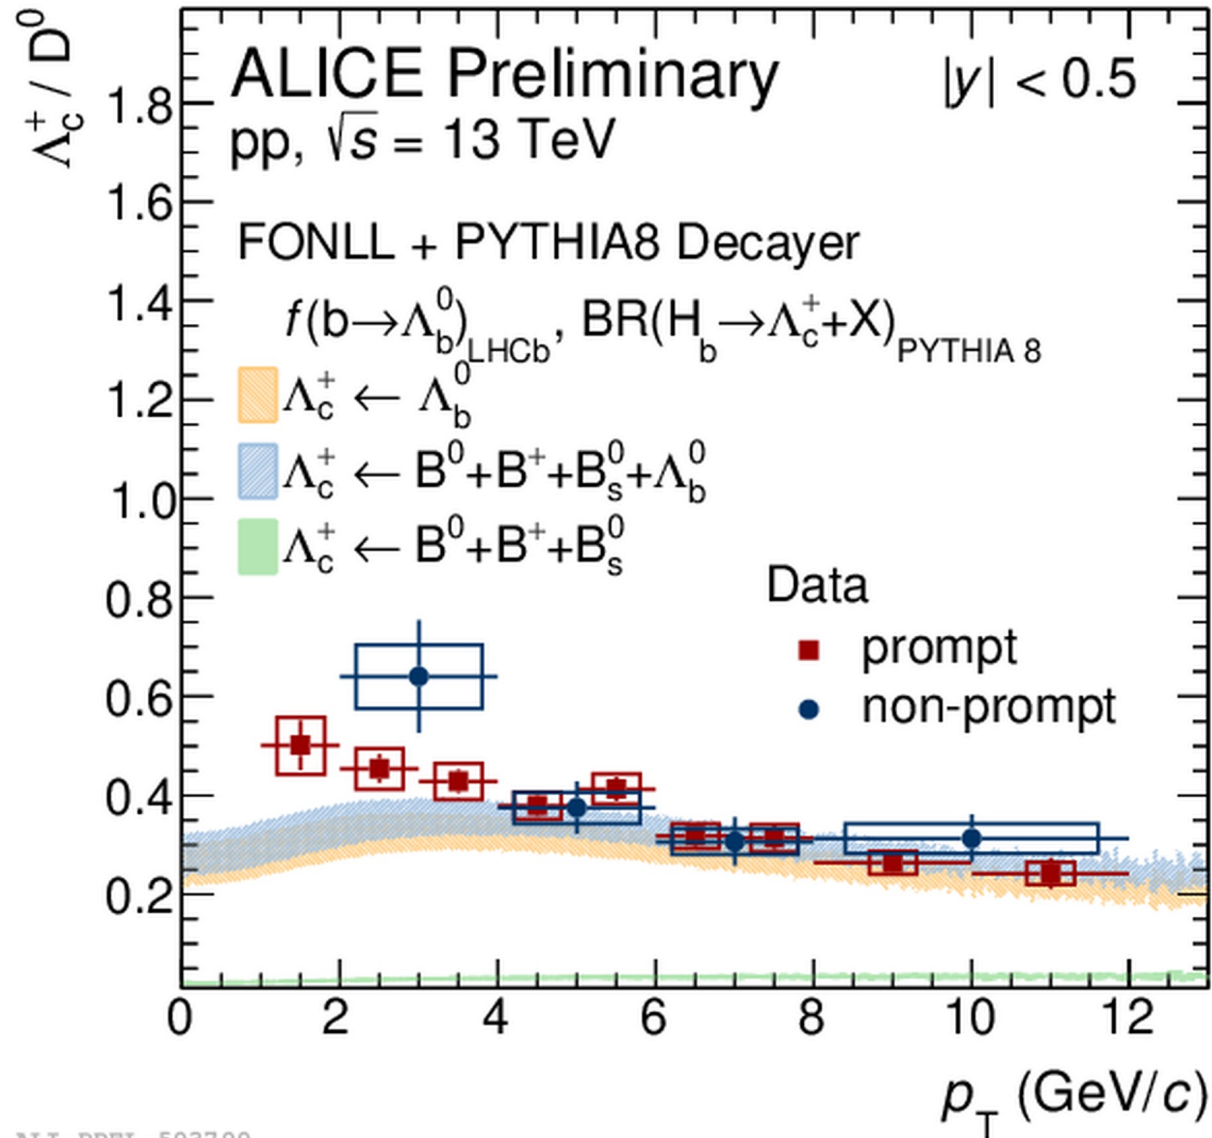 Λc+ / D0
ALICE Preliminary
|y| < 0.5
pp, √s = 13 TeV
FONLL + PYTHIA8 Decayer
f(b→Λb0)LHCb, BR(Hb→Λc++X)PYTHIA 8
Λc+ ← Λb0
Λc+ ← B0+B++Bs0+Λb0
Λc+ ← B0+B++Bs0
Data
prompt
non-prompt
1.8
1.6
1.4
1.2
1.0
0.8
0.6
0.4
0.2
0 2 4 6 8 10 12
pT (GeV/c)